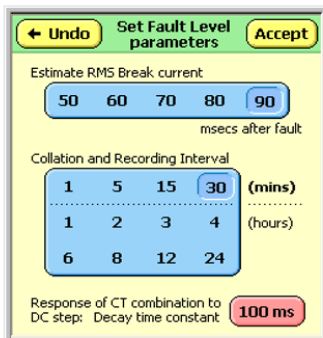 ← Undo
Set Fault Level
parameters
Accept
Estimate RMS Break current
50 60 70 80 90
msecs after fault
Collation and Recording Interval
1 5 15 30 (mins)
1 2 3 4 (hours)
6 8 12 24
Response of CT combination to
DC step: Decay time constant
100 ms